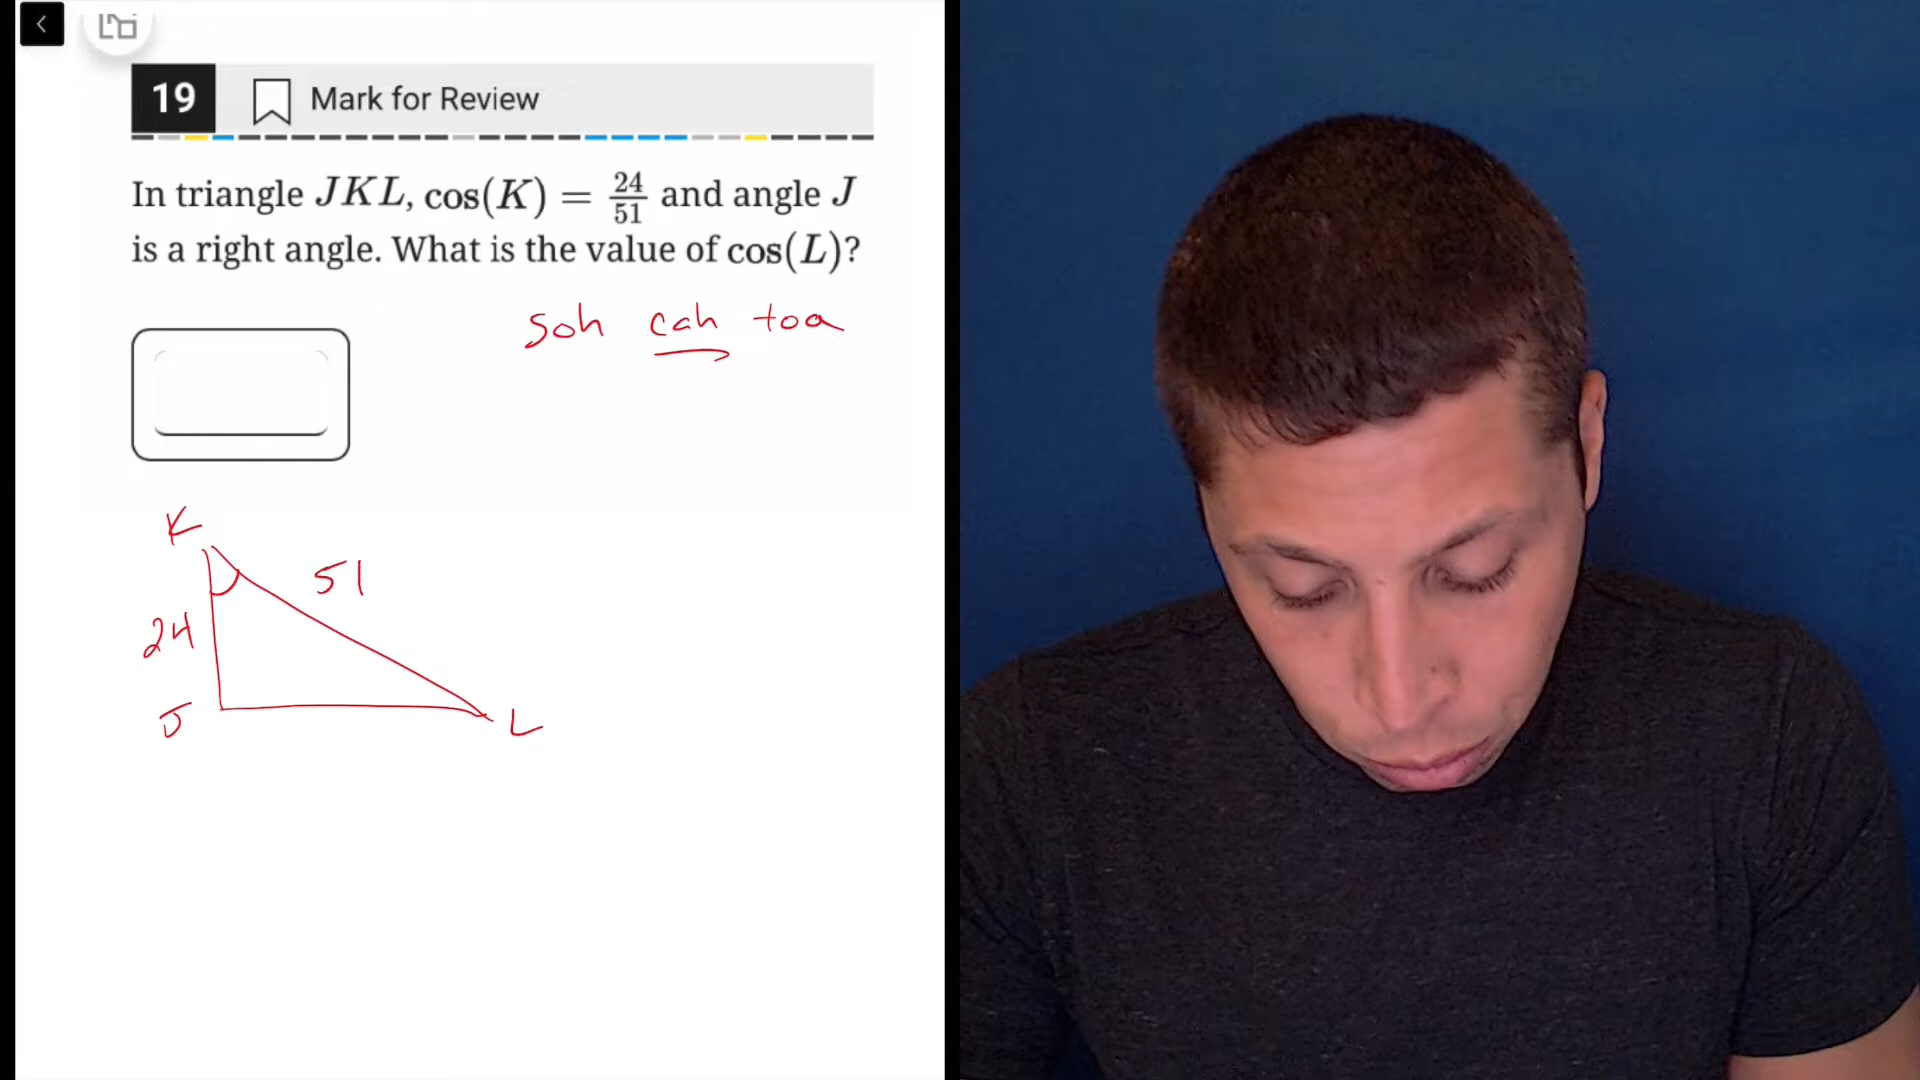 19 Mark for Review
In triangle JKL, cos(K) = 24/51 and angle J
is a right angle. What is the value of cos(L)?
soh cah toa
K
51
24
J
L